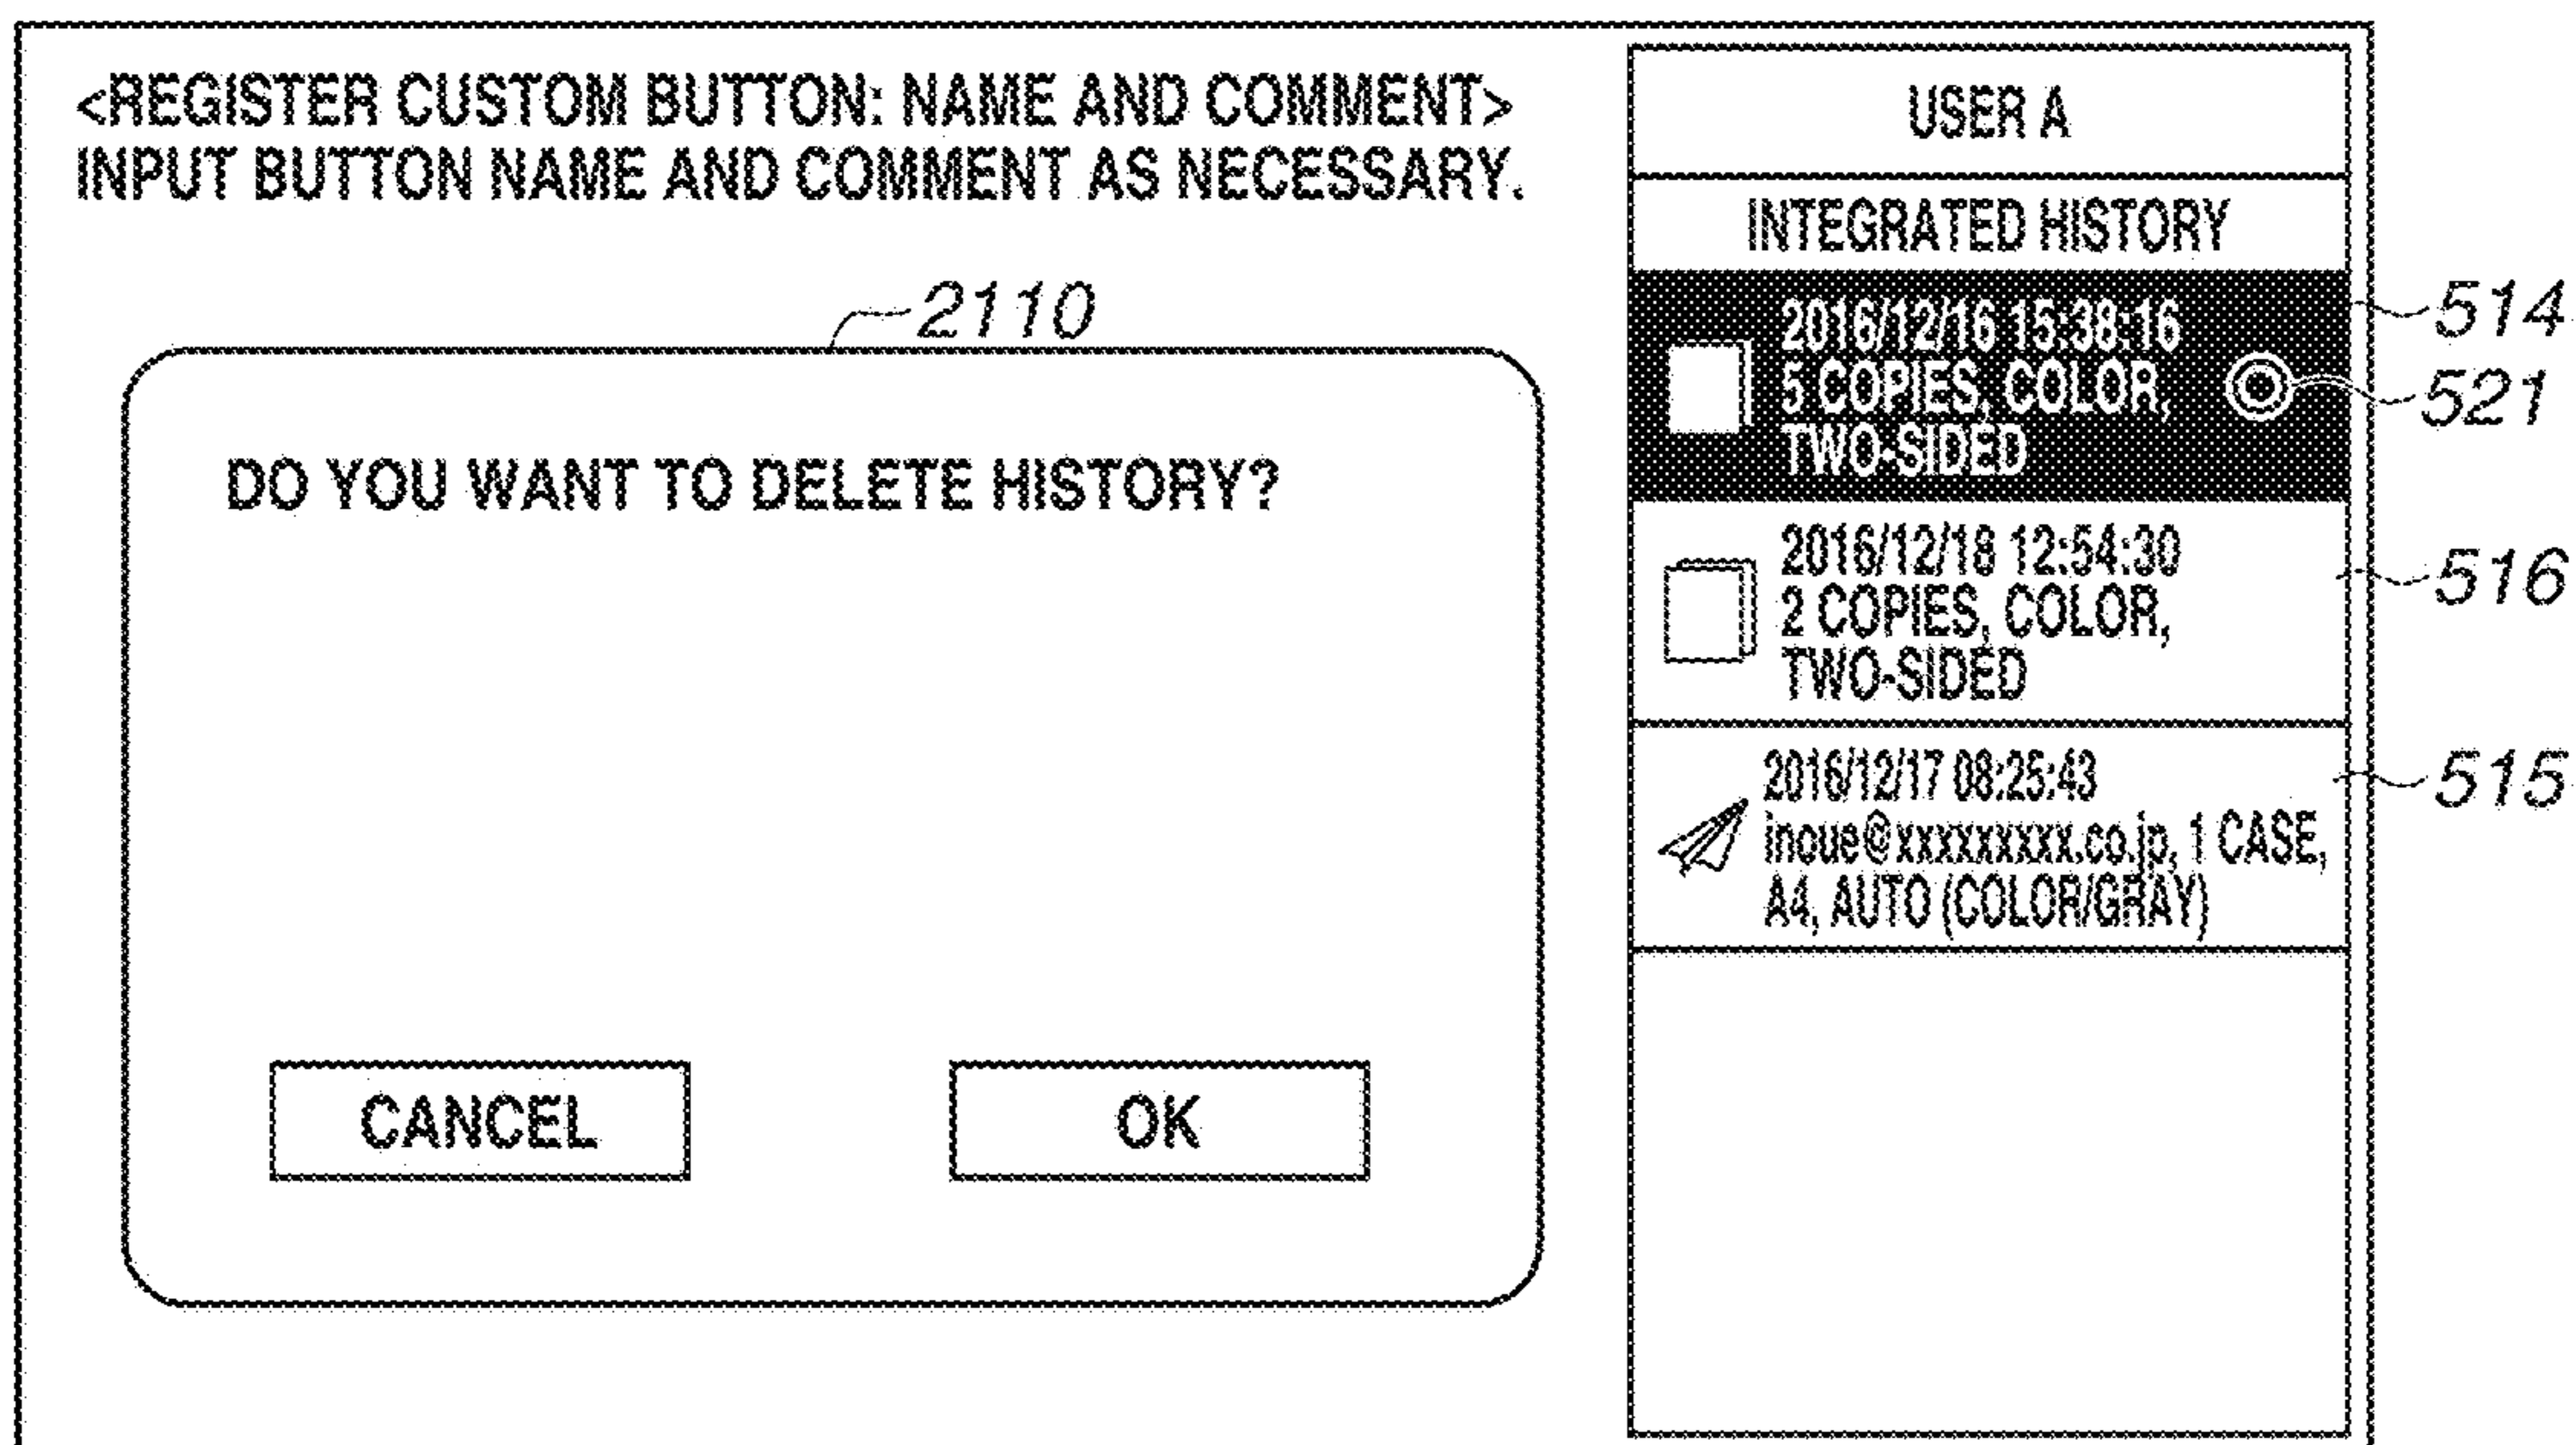 <REGISTER CUSTOM BUTTON: NAME AND COMMENT>
INPUT BUTTON NAME AND COMMENT AS NECESSARY.
2110
DO YOU WANT TO DELETE HISTORY?
CANCEL
OK
USER A
INTEGRATED HISTORY
2016/12/16 15:38:16
5 COPIES, COLOR,
TWO-SIDED
514
521
2016/12/18 12:54:30
2 COPIES, COLOR,
TWO-SIDED
516
2016/12/17 08:25:43
inoue@xxxxxxxxx.co.jp, 1 CASE,
A4, AUTO (COLOR/GRAY)
515